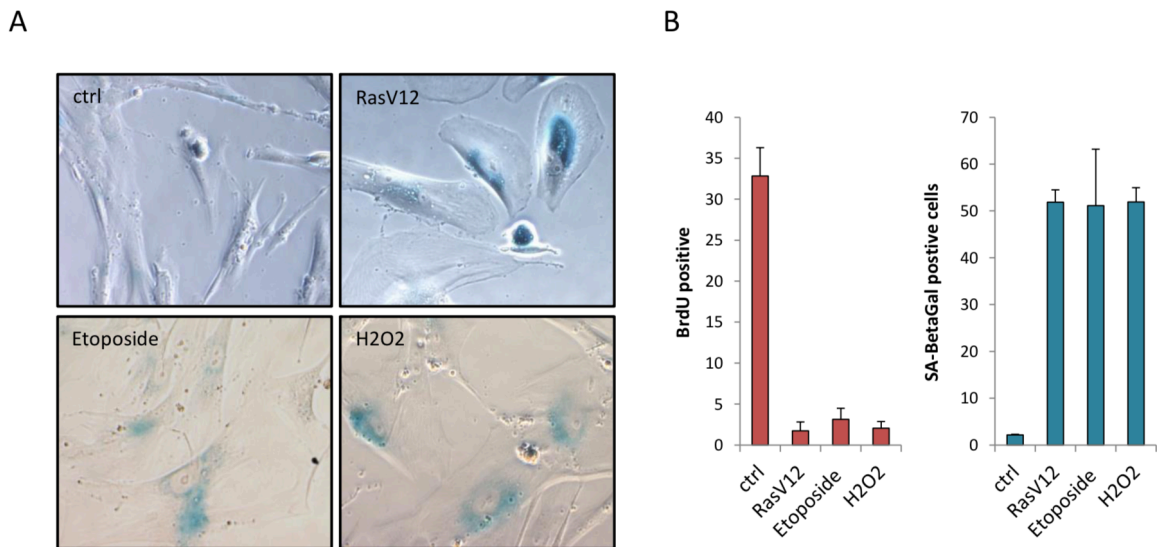 A
B
ctrl
RasV12
Etoposide
H2O2
BrdU positive
40
35
30
25
20
15
10
5
0
ctrl
RasV12
Etoposide
H2O2
SA-BetaGal postive cells
70
60
50
40
30
20
10
0
ctrl
RasV12
Etoposide
H2O2